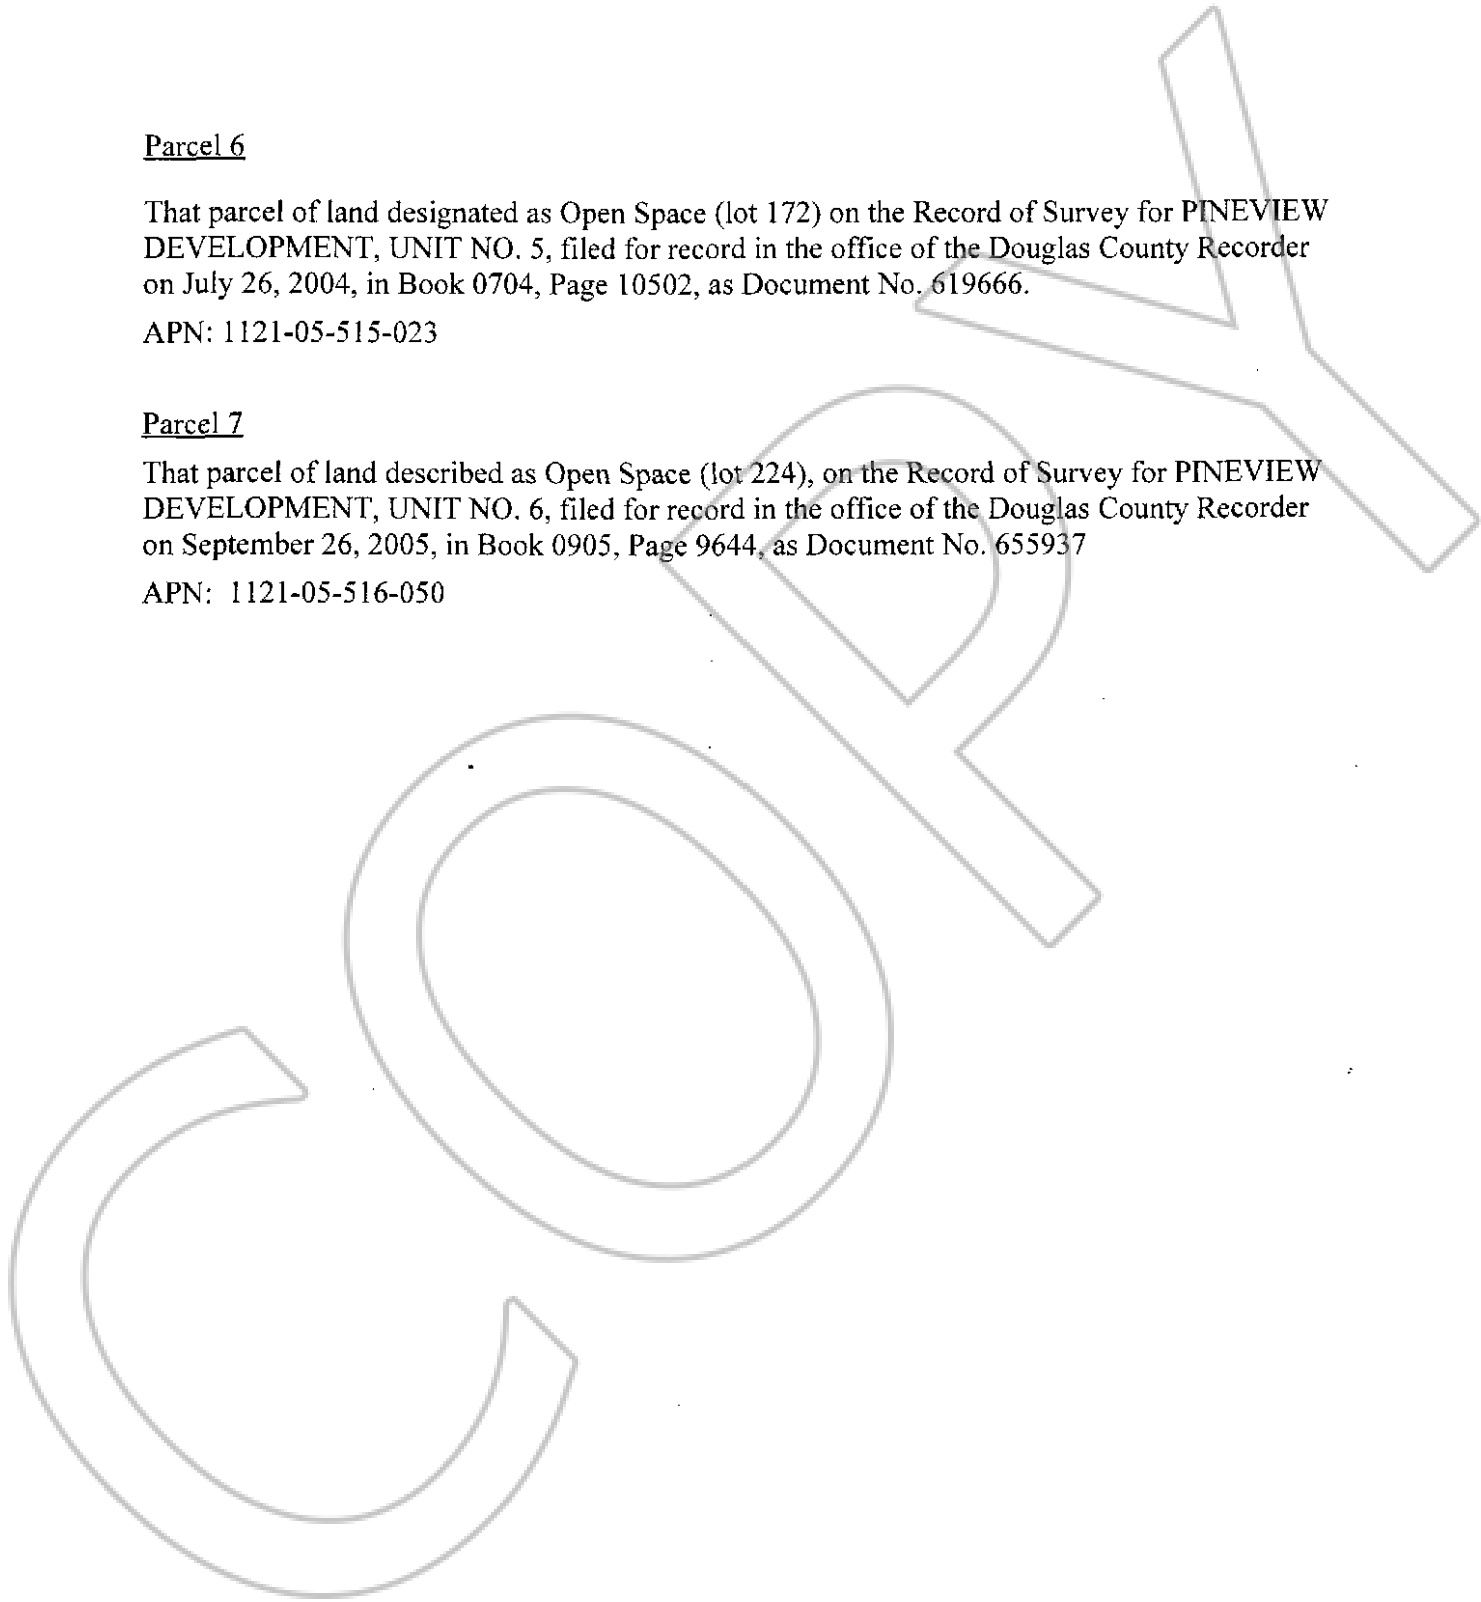 Parcel 6
That parcel of land designated as Open Space (lot 172) on the Record of Survey for PINEVIEW
DEVELOPMENT, UNIT NO. 5, filed for record in the office of the Douglas County Recorder
on July 26, 2004, in Book 0704, Page 10502, as Document No. 619666.
APN: 1121-05-515-023
Parcel 7
That parcel of land described as Open Space (lot 224), on the Record of Survey for PINEVIEW
DEVELOPMENT, UNIT NO. 6, filed for record in the office of the Douglas County Recorder
on September 26, 2005, in Book 0905, Page 9644, as Document No. 655937
APN:  1121-05-516-050
COPY